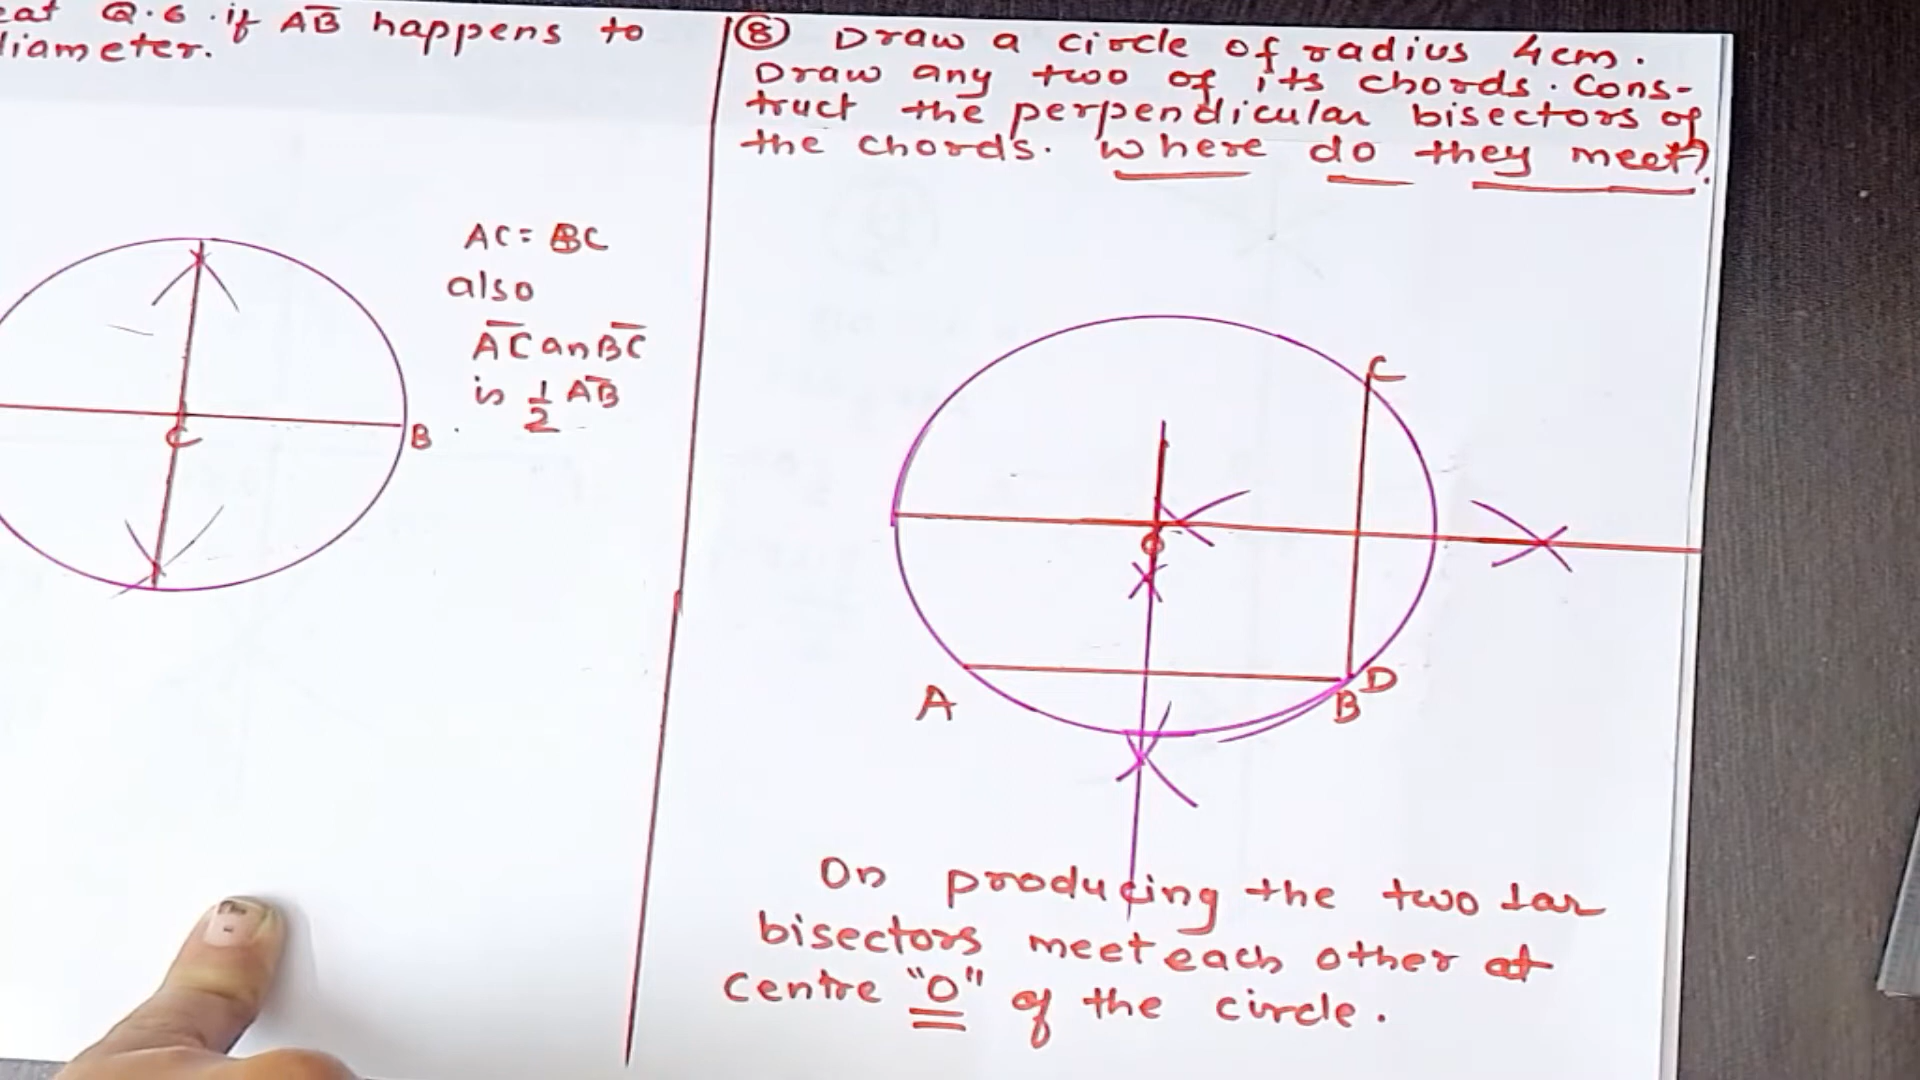 eat Q.6 .if AB happens to
diameter.
AC = BC
also
AC an BC
is 1/2 AB
C
B
⑧ Draw a circle of radius 4cm.
Draw any two of its chords. Cons-
truct the perpendicular bisectors of
the chords. Where do they meet?
C
O
A
B
D
On producing the two
bisectors meet each other at
centre "O" of the circle.